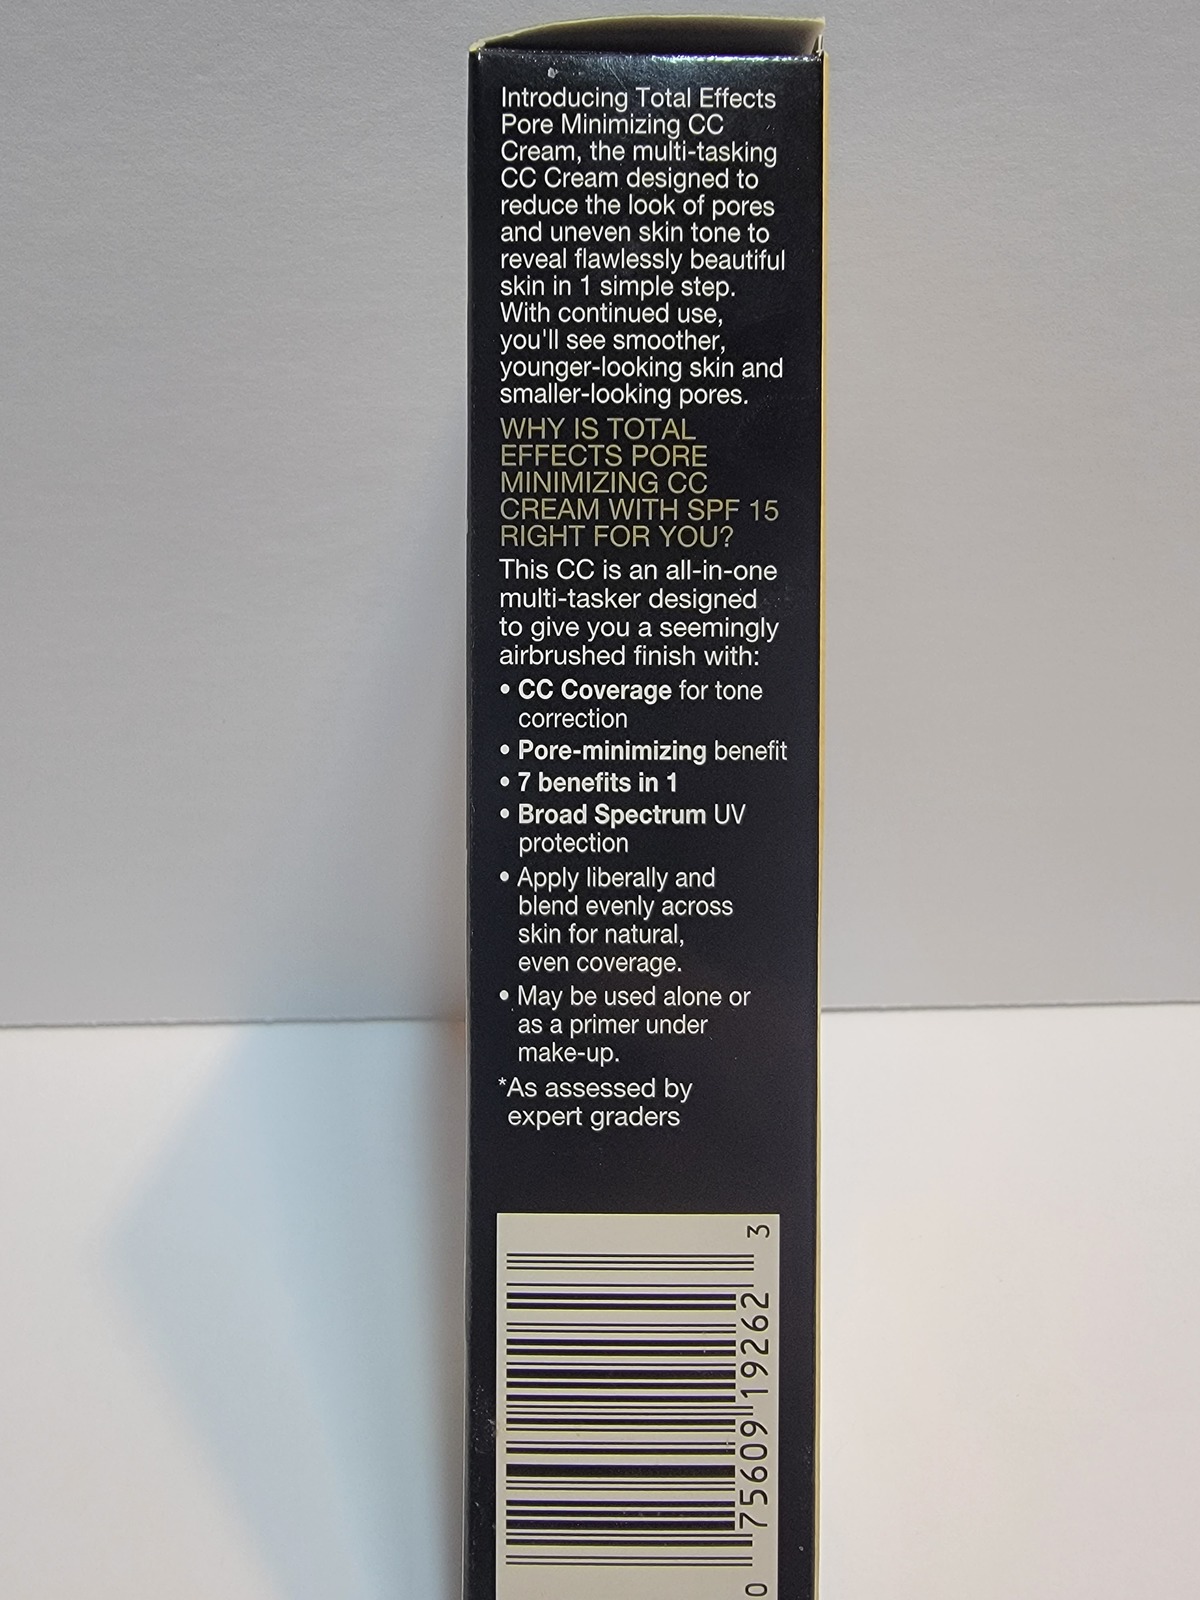 Introducing Total Effects
Pore Minimizing CC
Cream, the multi-tasking
CC Cream designed to
reduce the look of pores
and uneven skin tone to
reveal flawlessly beautiful
skin in 1 simple step.
With continued use,
you'll see smoother,
younger-looking skin and
smaller-looking pores.
WHY IS TOTAL
EFFECTS PORE
MINIMIZING CC
CREAM WITH SPF 15
RIGHT FOR YOU?
This CC is an all-in-one
multi-tasker designed
to give you a seemingly
airbrushed finish with:
• CC Coverage for tone
correction
• Pore-minimizing benefit
• 7 benefits in 1
• Broad Spectrum UV
protection
• Apply liberally and
blend evenly across
skin for natural,
even coverage.
• May be used alone or
as a primer under
make-up.
*As assessed by
expert graders
0 75609 19262 3